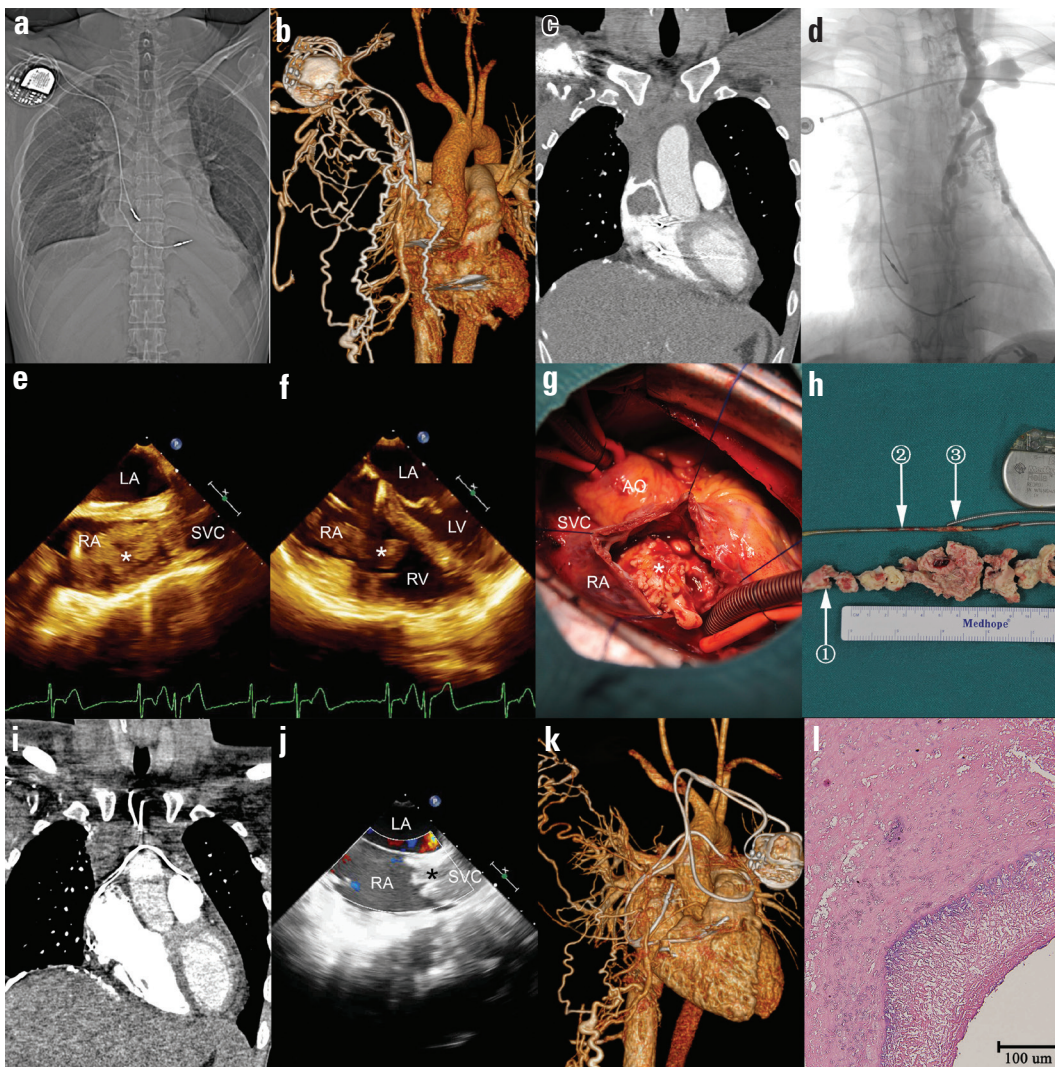 a
b
c
d
e
LA
RA
*
SVC
f
LA
RA
*
LV
RV
g
AO
SVC
RA
*
h
②
③
Medhope
①
i
j
LA
RA
*
SVC
k
l
100 um